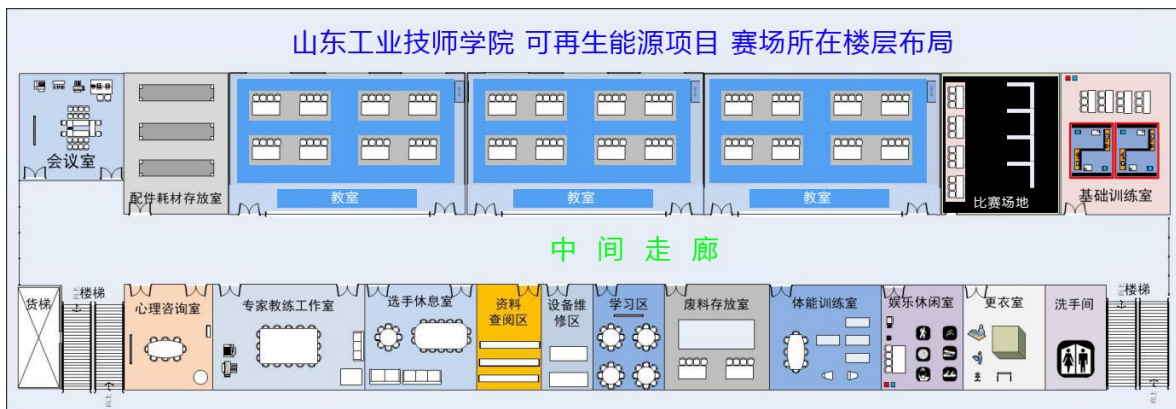 山东工业技师学院 可再生能源项目 赛场所在楼层布局
会议室
配件耗材存放室
教室
教室
教室
比赛场地
基础训练室
中间走廊
货梯
楼梯
心理咨询室
专家教练工作室
选手休息室
资料
查阅区
设备维
修区
学习区
废料存放室
体能训练室
娱乐休闲室
更衣室
洗手间
楼梯
向上
向上